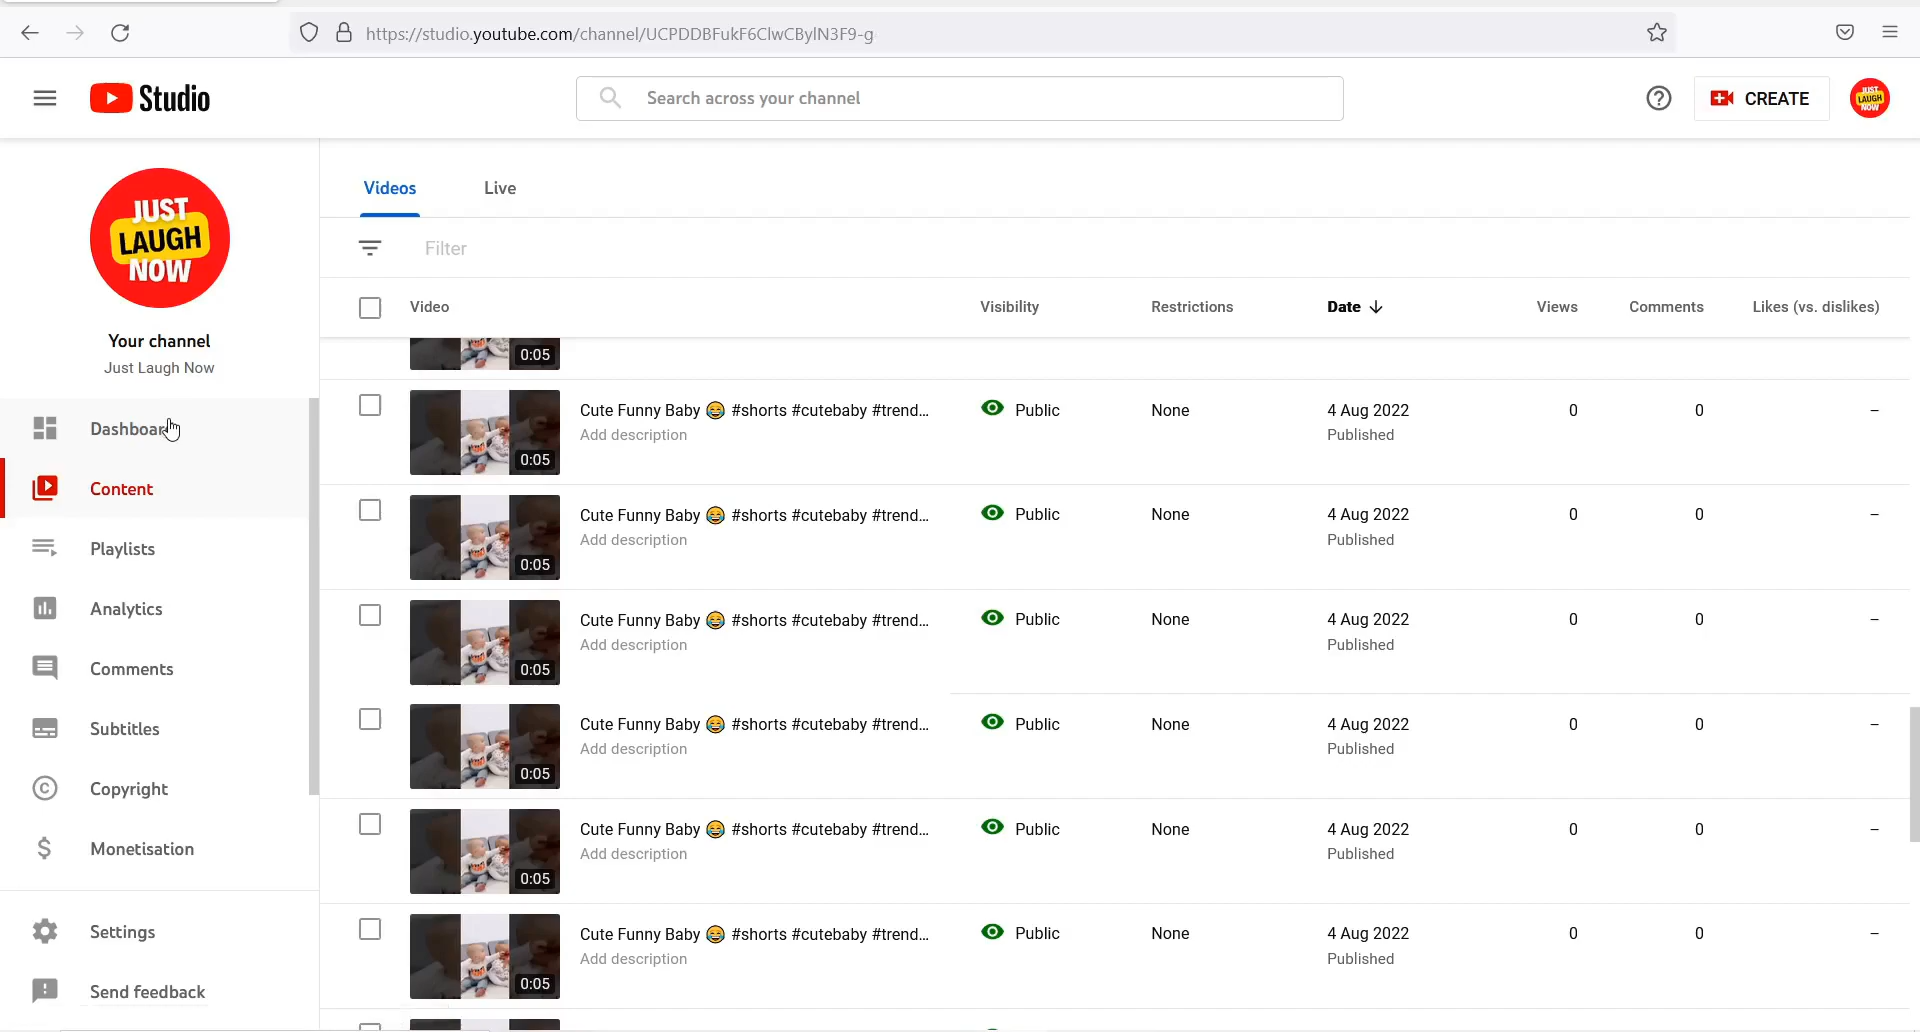 https://studio.youtube.com/channel/UCPDDBFukF6ClwCByIN3F9-g
Studio
Search across your channel
CREATE
JUST
LAUGH
NOW
JUST
LAUGH
NOW
Your channel
Just Laugh Now
Dashboar
Content
Playlists
Analytics
Comments
Subtitles
Copyright
Monetisation
Settings
Send feedback
Videos Live
Filter
Video Visibility Restrictions Date Views Comments Likes (vs. dislikes)
0:05
Cute Funny Baby 😂 #shorts #cutebaby #trend... Public None 4 Aug 2022 0 0 –
Add description Published
0:05
Cute Funny Baby 😂 #shorts #cutebaby #trend... Public None 4 Aug 2022 0 0 –
Add description Published
0:05
Cute Funny Baby 😂 #shorts #cutebaby #trend... Public None 4 Aug 2022 0 0 –
Add description Published
0:05
Cute Funny Baby 😂 #shorts #cutebaby #trend... Public None 4 Aug 2022 0 0 –
Add description Published
0:05
Cute Funny Baby 😂 #shorts #cutebaby #trend... Public None 4 Aug 2022 0 0 –
Add description Published
0:05
Cute Funny Baby 😂 #shorts #cutebaby #trend... Public None 4 Aug 2022 0 0 –
Add description Published
0:05